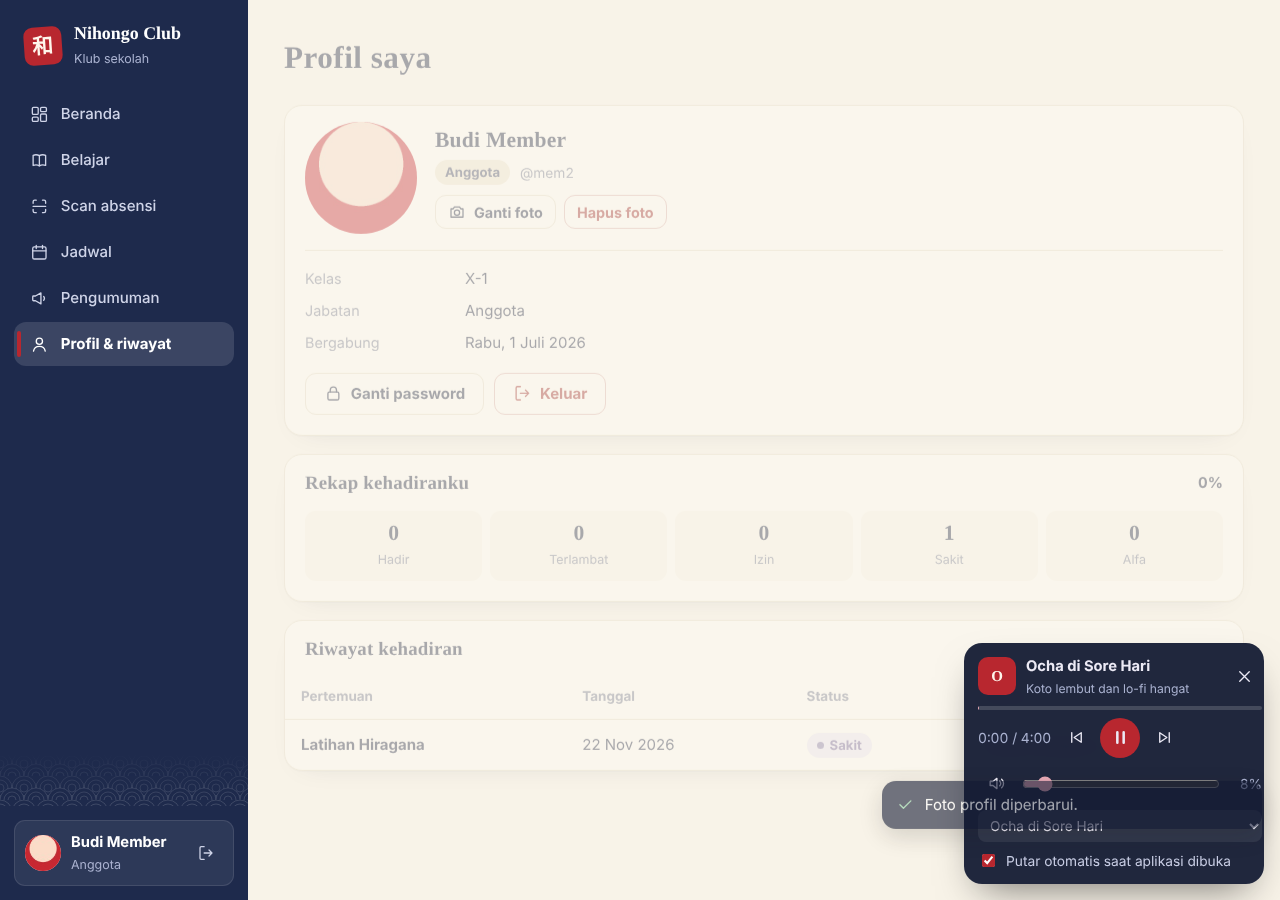 和
Nihongo Club
Klub sekolah
Beranda
Belajar
Scan absensi
Jadwal
Pengumuman
Profil & riwayat
Budi Member
Anggota
Profil saya
Budi Member
Anggota @mem2
Ganti foto Hapus foto
Kelas X-1
Jabatan Anggota
Bergabung Rabu, 1 Juli 2026
Ganti password Keluar
Rekap kehadiranku 0%
0 0 0 1 0
Hadir Terlambat Izin Sakit Alfa
Riwayat kehadiran
Pertemuan Tanggal Status
Latihan Hiragana 22 Nov 2026 Sakit
O
Ocha di Sore Hari
Koto lembut dan lo-fi hangat
0:00 / 4:00
8%
Foto profil diperbarui.
Ocha di Sore Hari
Putar otomatis saat aplikasi dibuka